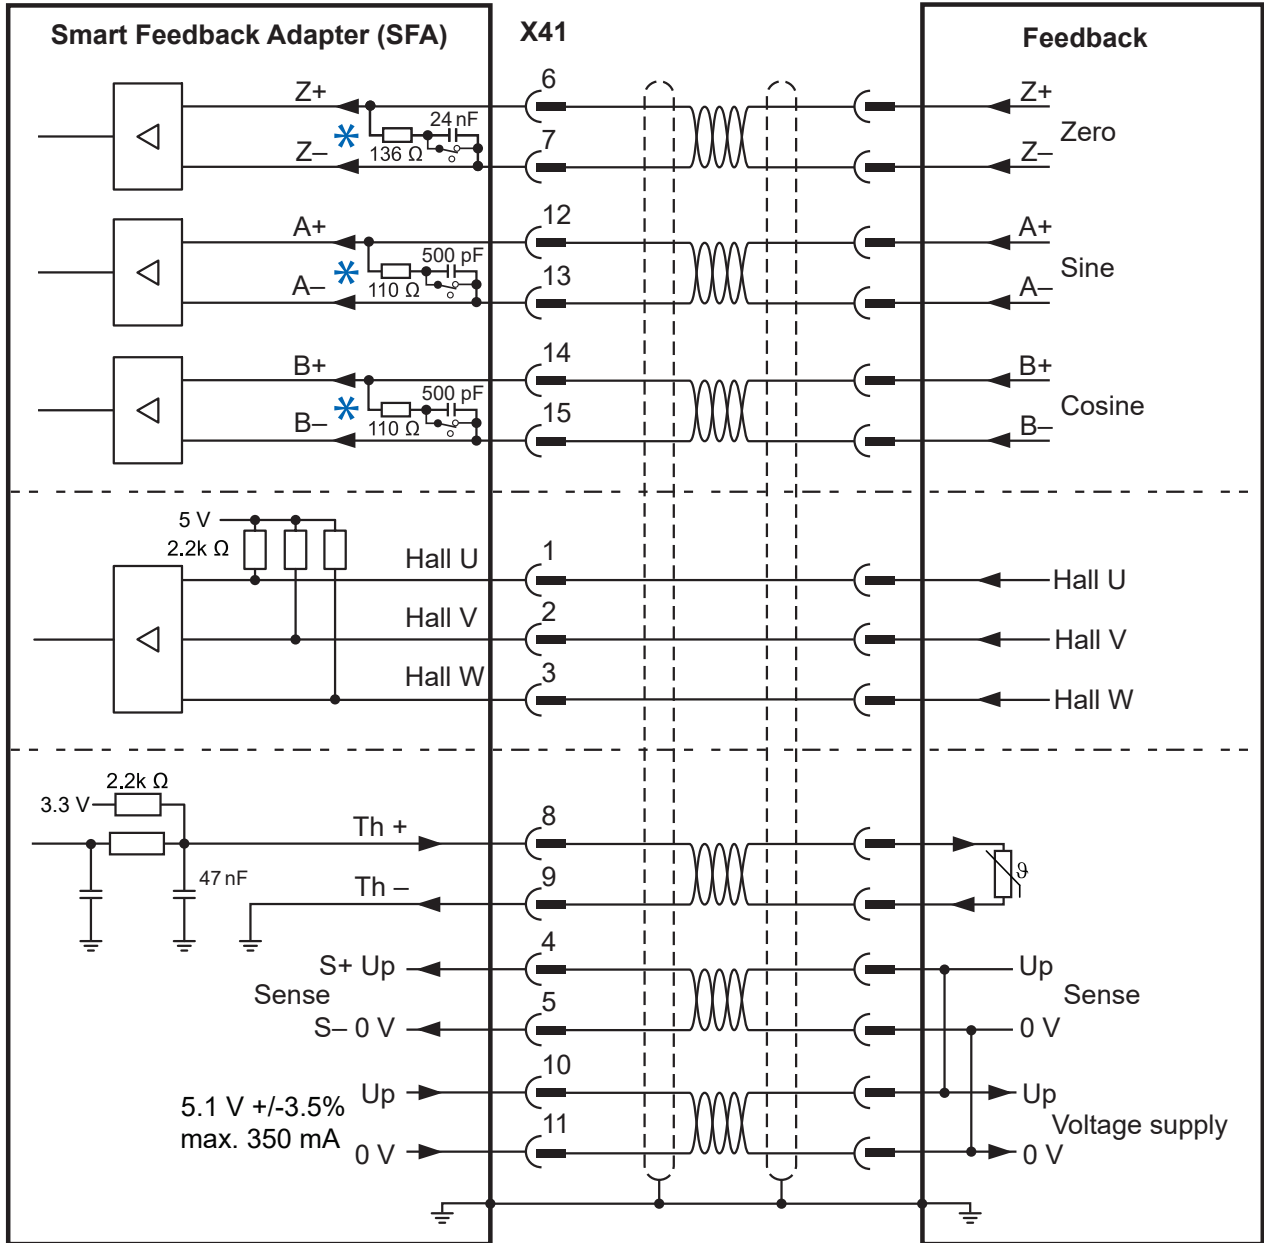 Smart Feedback Adapter (SFA)
X41
Feedback
Z+
24 nF
6
Z+
*
136 Ω
Zero
Z–
7
Z–
A+
500 pF
12
A+
*
110 Ω
Sine
A–
13
A–
B+
500 pF
14
B+
*
110 Ω
Cosine
B–
15
B–
5 V
2.2k Ω
Hall U
1
Hall U
Hall V
2
Hall V
Hall W
3
Hall W
2.2k Ω
3.3 V
Th +
8
47 nF
ϑ
Th –
9
S+ Up
4
Up
Sense
Sense
S– 0 V
5
0 V
5.1 V +/-3.5%
max. 350 mA
Up
10
Up
Voltage supply
0 V
11
0 V